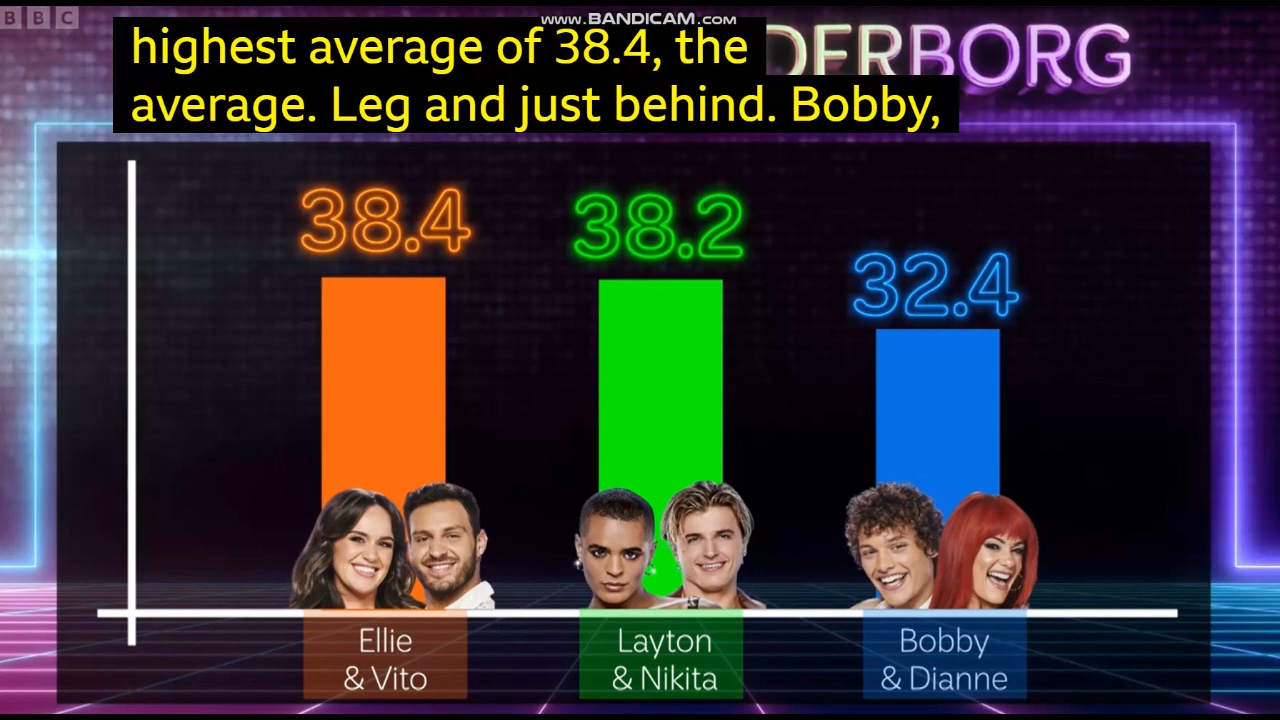 BBC
www.BANDICAM.com
highest average of 38.4, the
average. Leg and just behind. Bobby,
DERBORG
38.4
38.2
32.4
Ellie
& Vito
Layton
& Nikita
Bobby
& Dianne